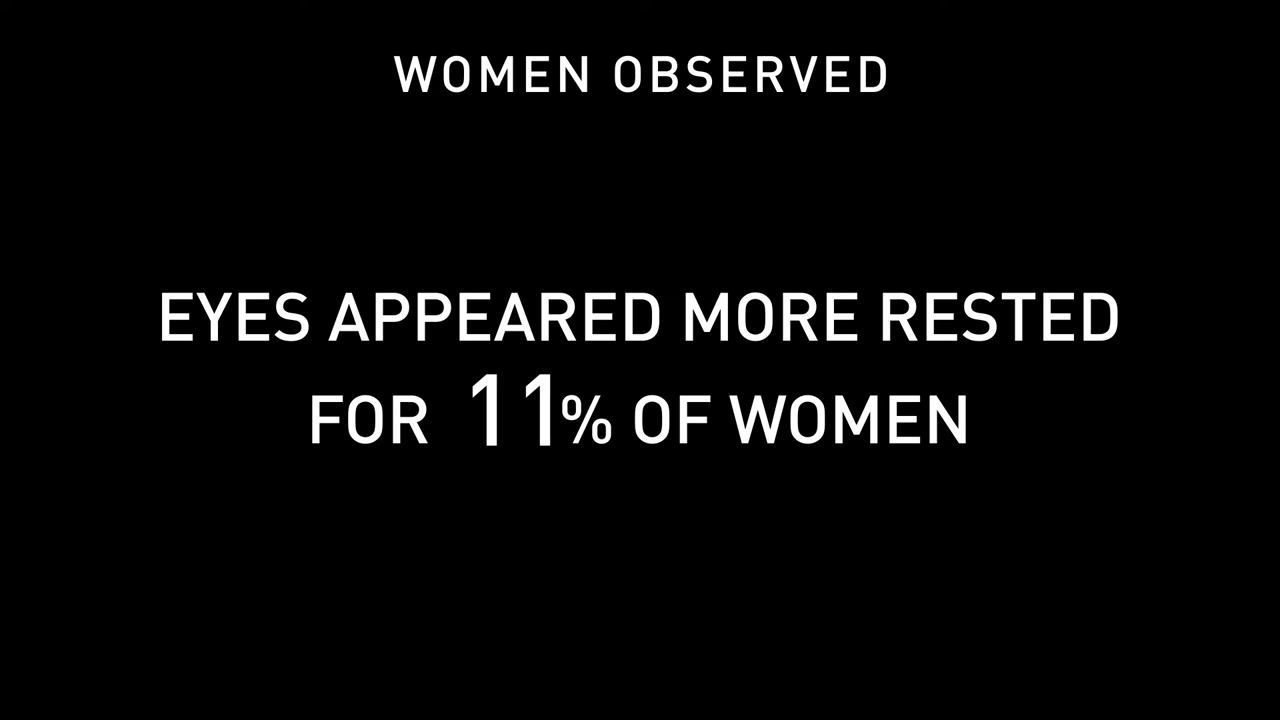 WOMEN OBSERVED
EYES APPEARED MORE RESTED
FOR 11% OF WOMEN